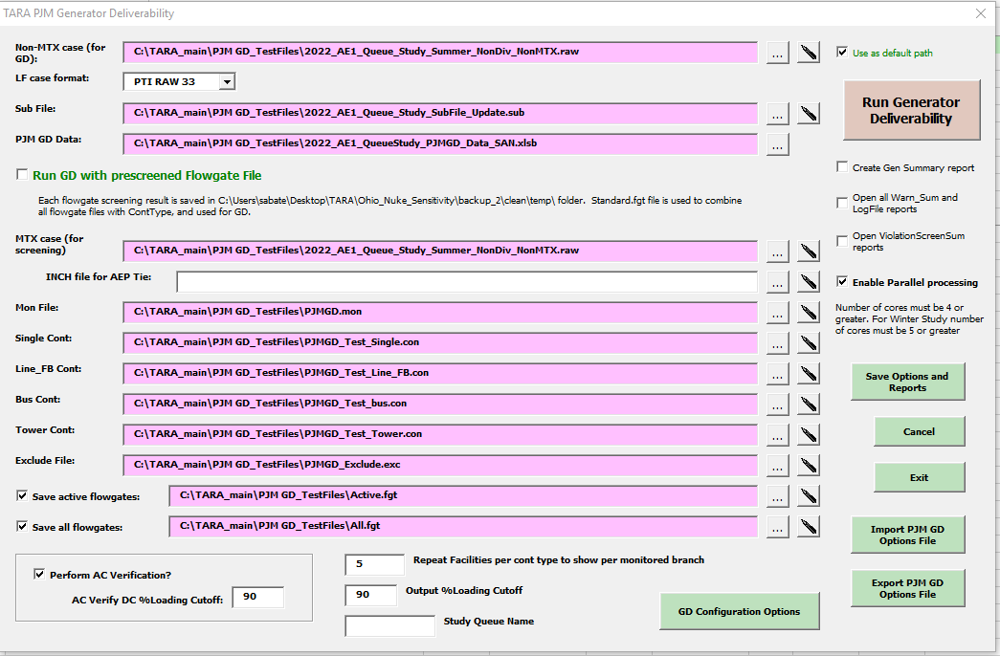 TARA PJM Generator Deliverability
Non-MTX case (for
GD):
C:\TARA_main\PJM GD_TestFiles\2022_AE1_Queue_Study_Summer_NonDiv_NonMTX.raw
...
Use as default path
LF case format:
PTI RAW 33
Run Generator
Deliverability
Sub File:
C:\TARA_main\PJM GD_TestFiles\2022_AE1_Queue_Study_SubFile_Update.sub
...
PJM GD Data:
C:\TARA_main\PJM GD_TestFiles\2022_AE1_QueueStudy_PJMGD_Data_SAN.xlsb
...
Run GD with prescreened Flowgate File
Create Gen Summary report
Each flowgate screening result is saved in C:\Users\sabate\Desktop\TARA\Ohio_Nuke_Sensitivity\backup_2\clean\temp\ folder.  Standard.fgt file is used to combine
all flowgate files with ContType, and used for GD.
Open all Warn_Sum and
LogFile reports
MTX case (for
screening)
C:\TARA_main\PJM GD_TestFiles\2022_AE1_Queue_Study_Summer_NonDiv_NonMTX.raw
...
Open ViolationScreenSum
reports
INCH file for AEP Tie:
...
Enable Parallel processing
Mon File:
C:\TARA_main\PJM GD_TestFiles\PJMGD.mon
...
Number of cores must be 4 or
greater. For Winter Study number
of cores must be 5 or greater
Single Cont:
C:\TARA_main\PJM GD_TestFiles\PJMGD_Test_Single.con
...
Line_FB Cont:
C:\TARA_main\PJM GD_TestFiles\PJMGD_Test_Line_FB.con
...
Save Options and
Reports
Bus Cont:
C:\TARA_main\PJM GD_TestFiles\PJMGD_Test_bus.con
...
Tower Cont:
C:\TARA_main\PJM GD_TestFiles\PJMGD_Test_Tower.con
...
Cancel
Exclude File:
C:\TARA_main\PJM GD_TestFiles\PJMGD_Exclude.exc
...
Exit
Save active flowgates:
C:\TARA_main\PJM GD_TestFiles\Active.fgt
...
Save all flowgates:
C:\TARA_main\PJM GD_TestFiles\All.fgt
...
Import PJM GD
Options File
Perform AC Verification?
AC Verify DC %Loading Cutoff:
90
5
Repeat Facilities per cont type to show per monitored branch
90
Output %Loading Cutoff
Study Queue Name
GD Configuration Options
Export PJM GD
Options File